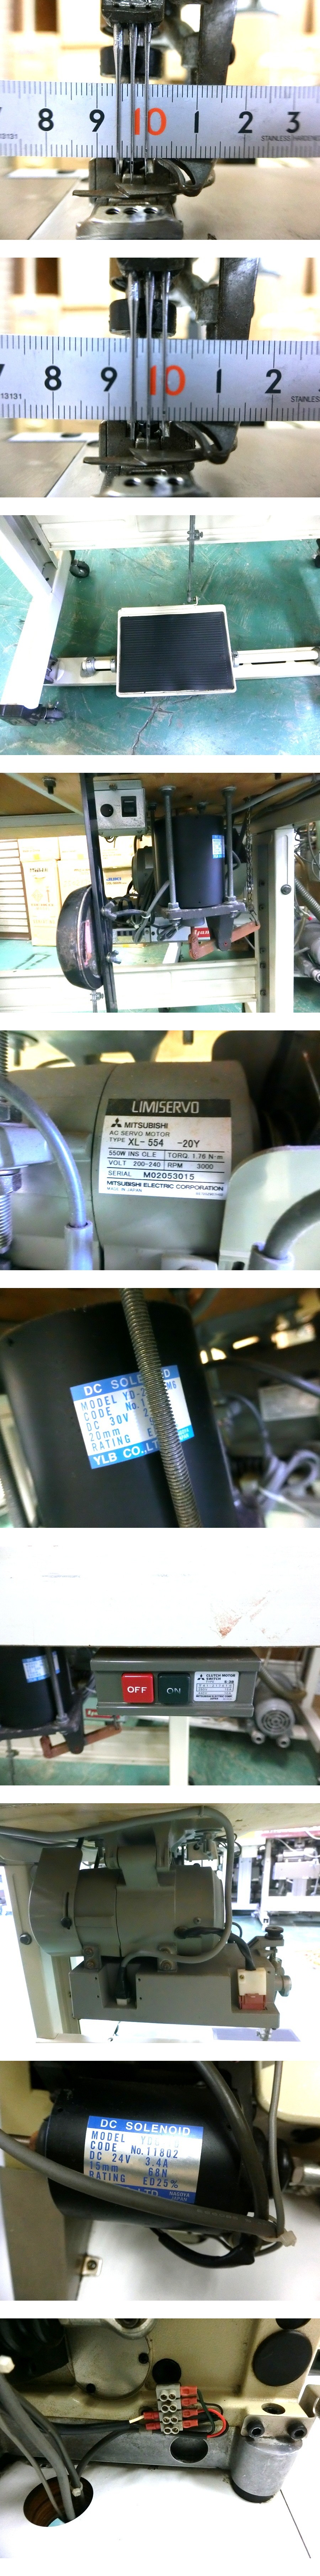 8 9 10 1 2 3
13131
STAINLESS HARDENED
8 9 10 1 2
13131
STAINLESS
LIMISERVO
MITSUBISHI
AC SERVO MOTOR
TYPE XL-554 -20Y
550W INS CL.E TORQ. 1.76 N·m
VOLT 200-240 RPM 3000
SERIAL M02053015
MITSUBISHI ELECTRIC CORPORATION
MADE IN JAPAN
DC SOLENOID
MODEL YD-2
CODE No.
DC 30V
20mm
RATING
YLB CO.,LT
OFF
ON
CLUTCH MOTOR
SWITCH
DC SOLENOID
MODEL
CODE No.11802
DC 24V 3.4A
15mm 68N
RATING ED25%
LTD NAGOYA
JAPAN